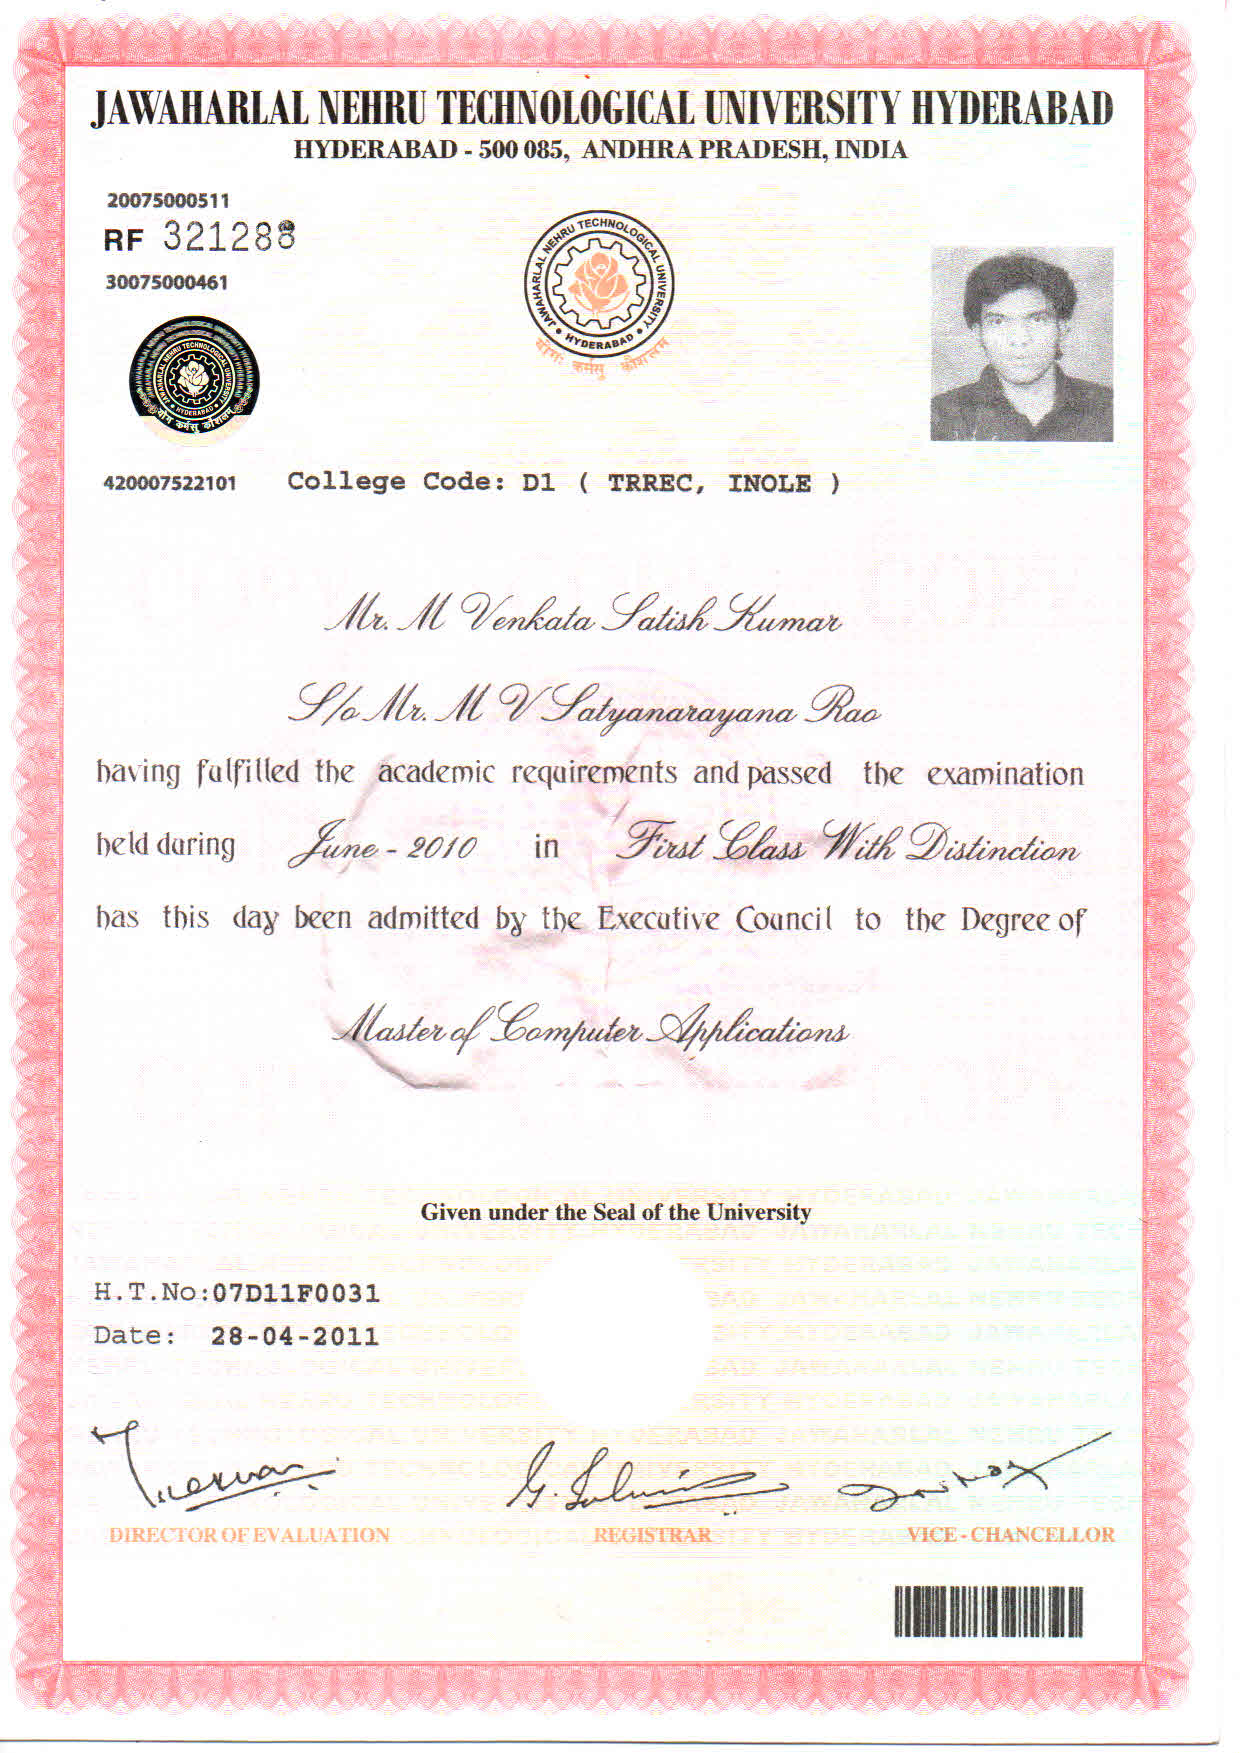 JAWAHARLAL NEHRU TECHNOLOGICAL UNIVERSITY HYDERABAD
HYDERABAD - 500 085, ANDHRA PRADESH, INDIA
20075000511
RF 321288
30075000461
JAWAHARLAL NEHRU TECHNOLOGICAL UNIVERSITY
HYDERABAD
योगः कर्मसु कौशलम्
420007522101 College Code: D1 ( TRREC, INOLE )
Mr. M Venkata Satish Kumar
S/o Mr. M V Satyanarayana Rao
having fulfilled the academic requirements and passed the examination
held during June - 2010 in First Class With Distinction
has this day been admitted by the Executive Council to the Degree of
Master of Computer Applications
Given under the Seal of the University
H.T.No:07D11F0031
Date: 28-04-2011
DIRECTOR OF EVALUATION REGISTRAR VICE - CHANCELLOR